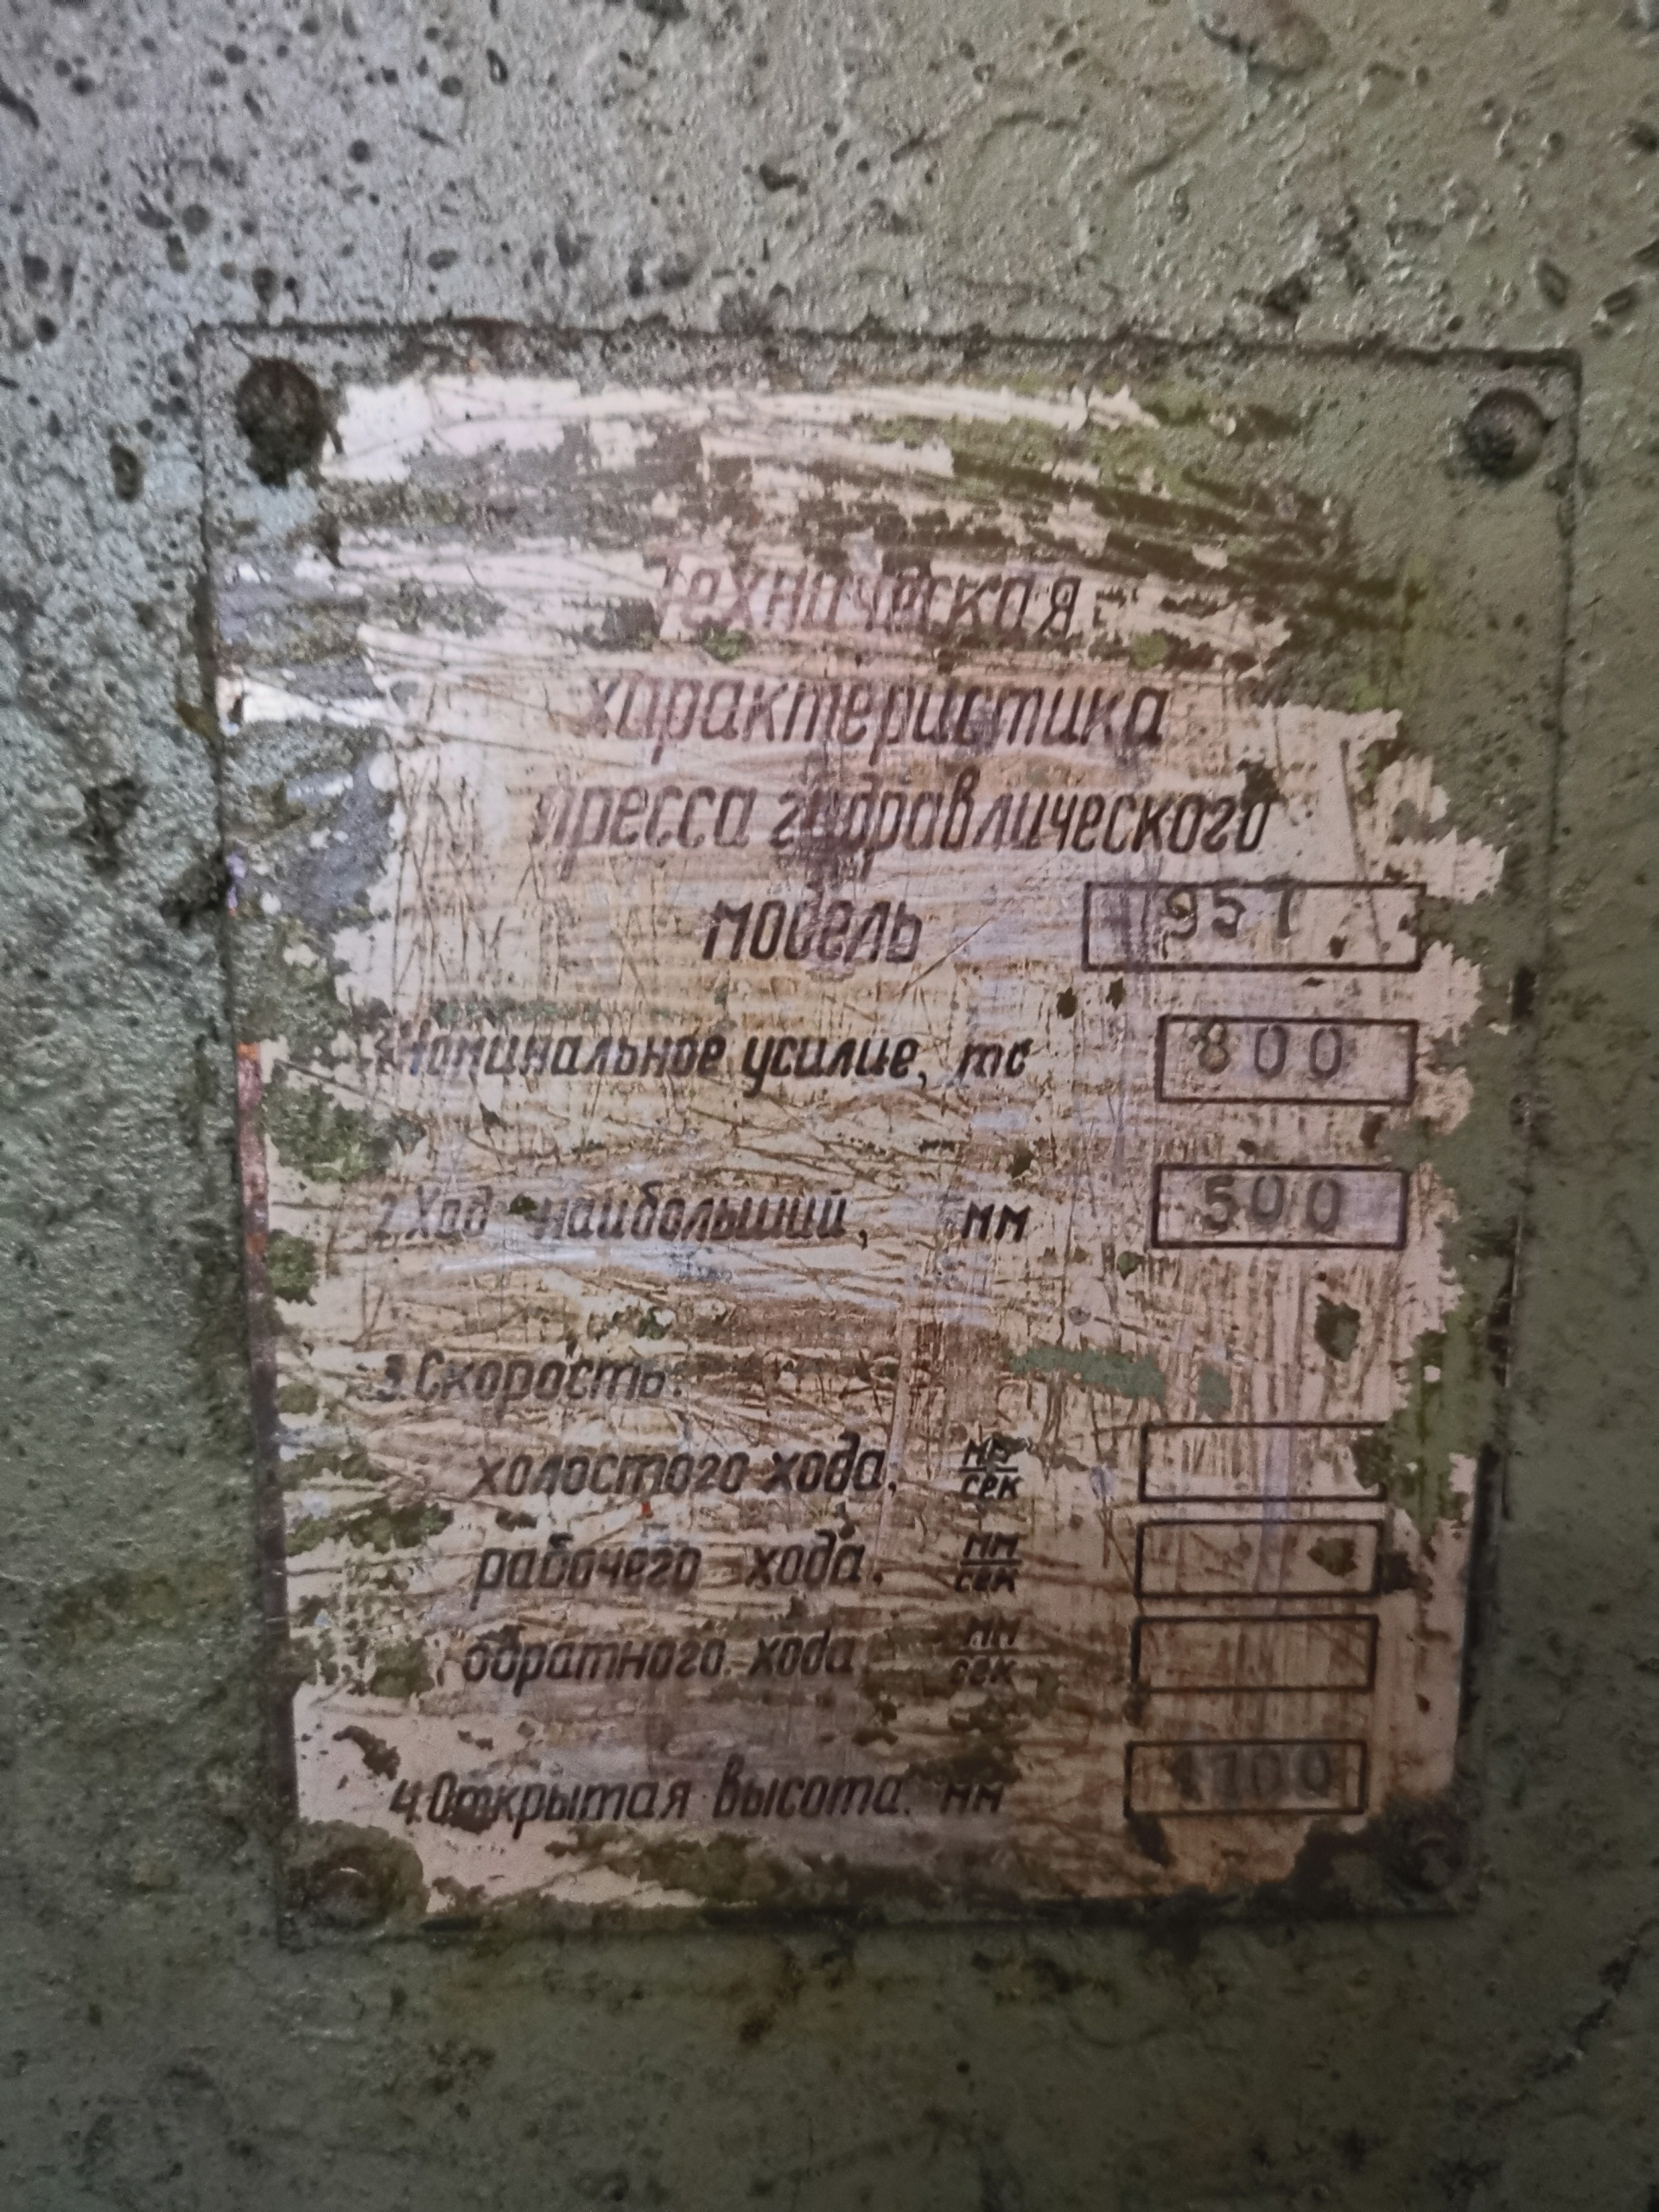 Техническая
характеристика
пресса гидравлического
модель 957
1.Номинальное усилие, тс 800
2.Ход наибольший, мм 500
3.Скорость:
холостого хода, мм/сек
рабочего хода, мм/сек
обратного хода мм/сек
4.Открытая высота. мм 1100